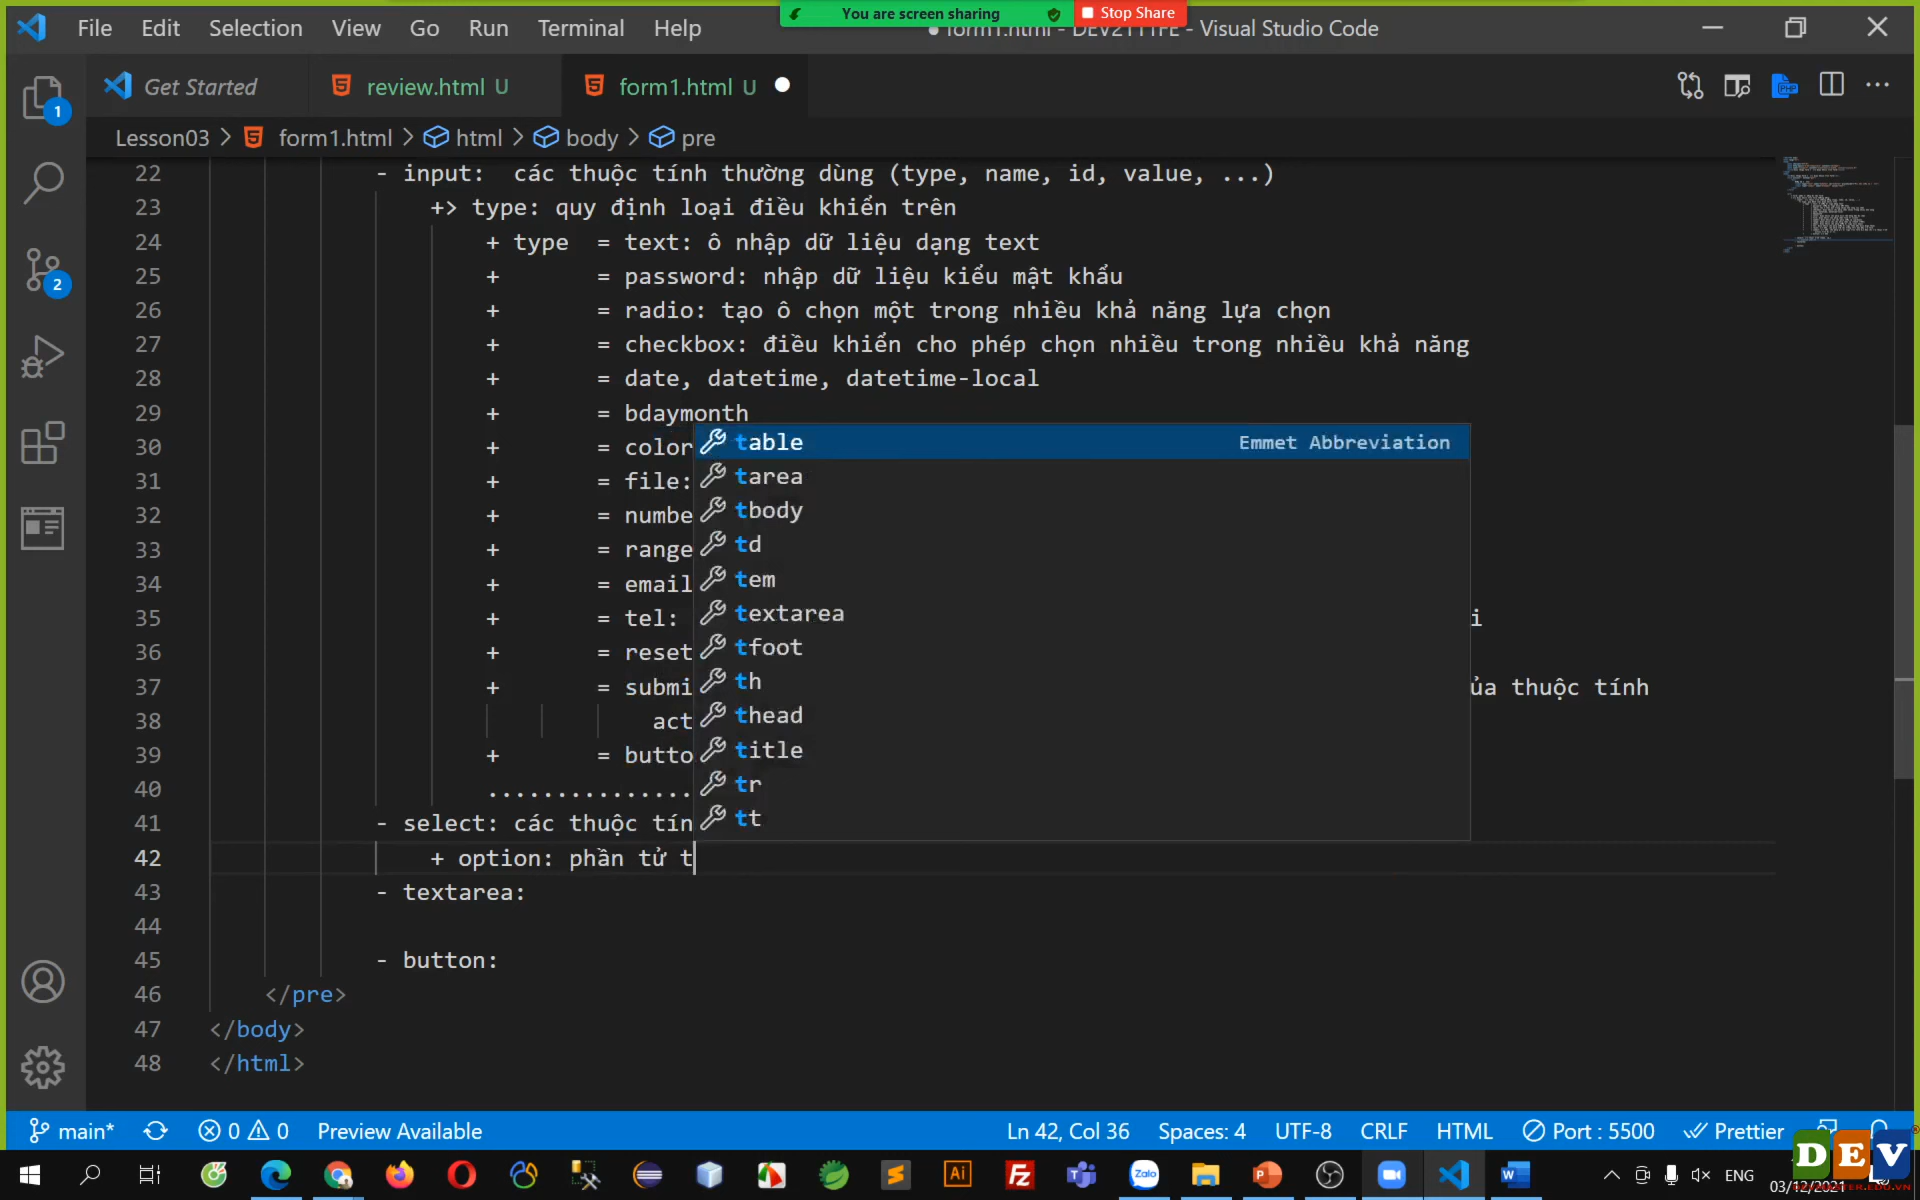 You are screen sharing
Stop Share
File Edit Selection View Go Run Terminal Help
form1.html - DEV2111FE - Visual Studio Code
Get Started
review.html U
form1.html U
Lesson03 > form1.html > html > body > pre
22 - input: các thuộc tính thường dùng (type, name, id, value, ...)
23 +> type: quy định loại điều khiển trên
24 + type = text: ô nhập dữ liệu dạng text
25 + = password: nhập dữ liệu kiểu mật khẩu
26 + = radio: tạo ô chọn một trong nhiều khả năng lựa chọn
27 + = checkbox: điều khiển cho phép chọn nhiều trong nhiều khả năng
28 + = date, datetime, datetime-local
29 + = bdaymonth
30 + = color
31 + = file:
32 + = numbe
33 + = range
34 + = email
35 + = tel: i
36 + = reset
37 + = submi ủa thuộc tính
38 act
39 + = butto
40 ...............
41 - select: các thuộc tín
42 + option: phần tử t
43 - textarea:
44
45 - button:
46 </pre>
47 </body>
48 </html>
table Emmet Abbreviation
tarea
tbody
td
tem
textarea
tfoot
th
thead
title
tr
tt
1
2
main* 0 0 Preview Available
Ln 42, Col 36 Spaces: 4 UTF-8 CRLF HTML Port : 5500 Prettier
Ai
Fz
Zalo
ENG
03/12/2021
DEV